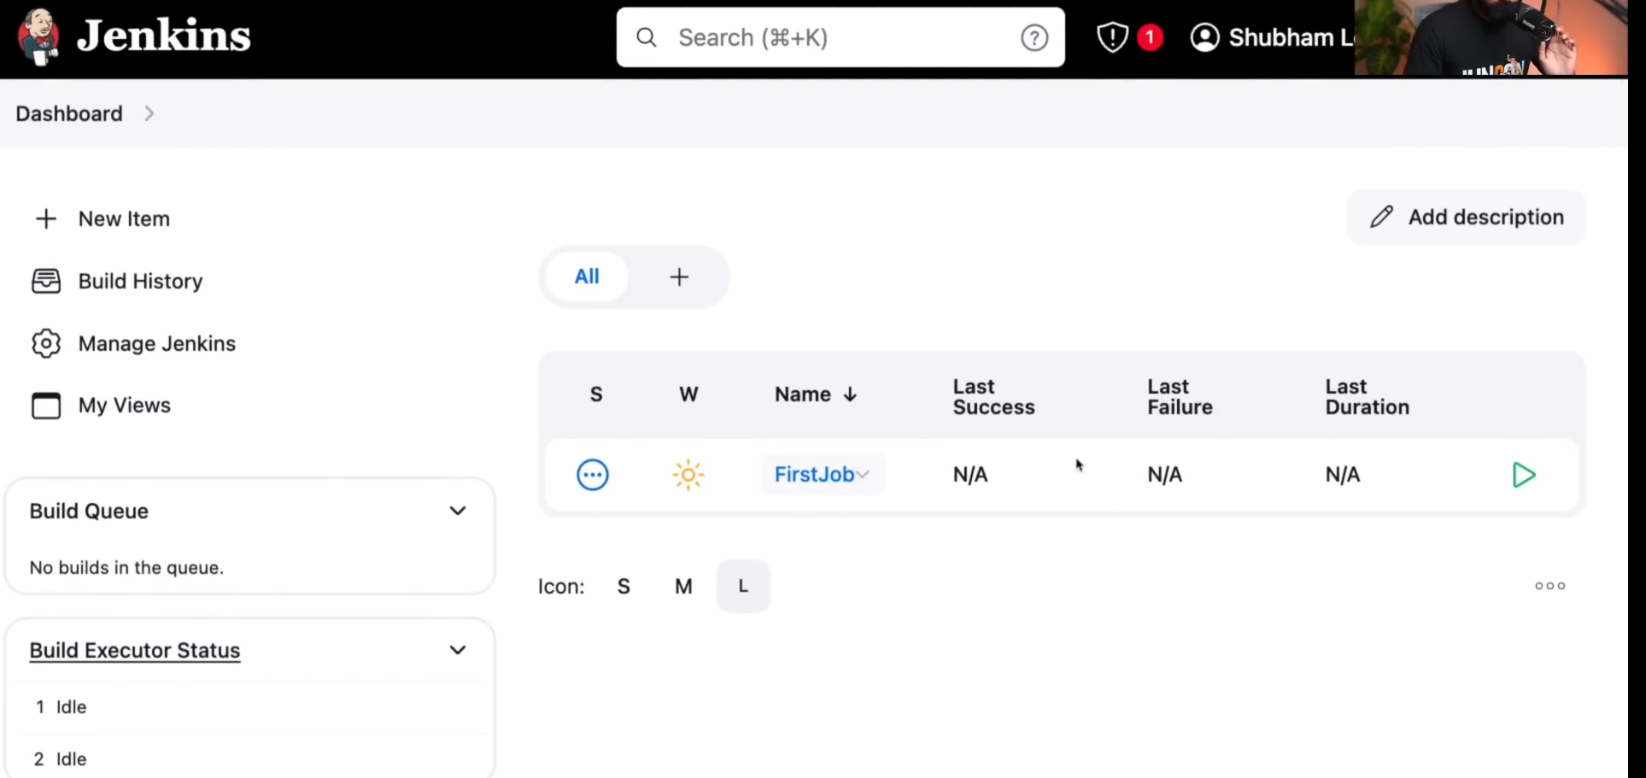 Jenkins
Search (⌘+K)
1
Shubham L
Dashboard
New Item
Build History
Manage Jenkins
My Views
Build Queue
No builds in the queue.
Build Executor Status
1 Idle
2 Idle
Add description
All +
S W Name ↓ Last Success Last Failure Last Duration
FirstJob N/A N/A N/A
Icon: S M L